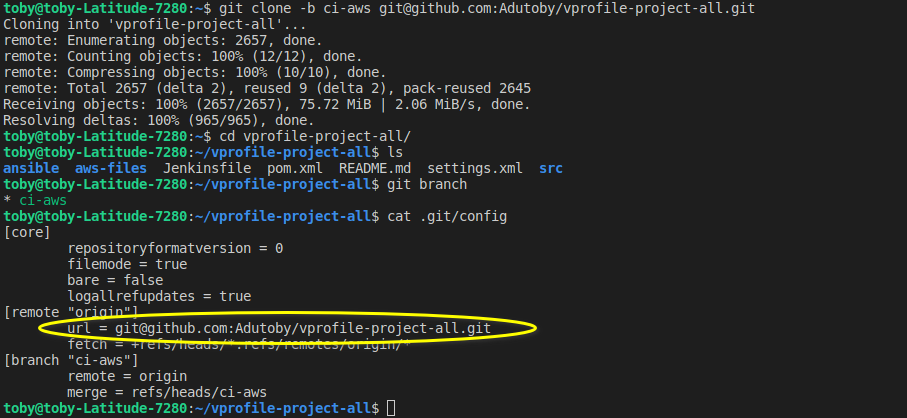 toby@toby-Latitude-7280:~$ git clone -b ci-aws git@github.com:Adutoby/vprofile-project-all.git
Cloning into 'vprofile-project-all'...
remote: Enumerating objects: 2657, done.
remote: Counting objects: 100% (12/12), done.
remote: Compressing objects: 100% (10/10), done.
remote: Total 2657 (delta 2), reused 9 (delta 2), pack-reused 2645
Receiving objects: 100% (2657/2657), 75.72 MiB | 2.06 MiB/s, done.
Resolving deltas: 100% (965/965), done.
toby@toby-Latitude-7280:~$ cd vprofile-project-all/
toby@toby-Latitude-7280:~/vprofile-project-all$ ls
ansible  aws-files  Jenkinsfile  pom.xml  README.md  settings.xml  src
toby@toby-Latitude-7280:~/vprofile-project-all$ git branch
* ci-aws
toby@toby-Latitude-7280:~/vprofile-project-all$ cat .git/config
[core]
        repositoryformatversion = 0
        filemode = true
        bare = false
        logallrefupdates = true
[remote "origin"]
        url = git@github.com:Adutoby/vprofile-project-all.git
        fetch = +refs/heads/*:refs/remotes/origin/*
[branch "ci-aws"]
        remote = origin
        merge = refs/heads/ci-aws
toby@toby-Latitude-7280:~/vprofile-project-all$